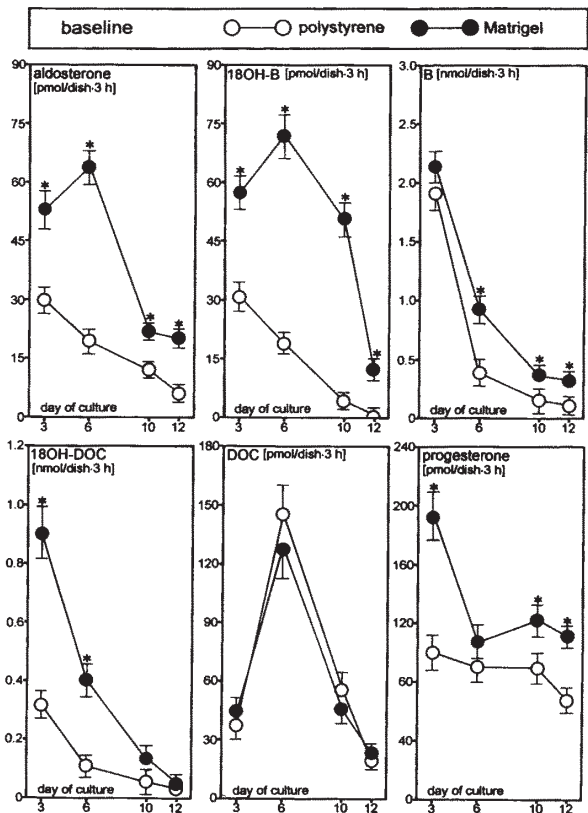 baseline polystyrene Matrigel
aldosterone
[pmol/dish·3 h]
90
75
60
45
30
15
0
* * * *
day of culture
3 6 10 12
18OH-B [pmol/dish·3 h]
90
75
60
45
30
15
0
* * * *
day of culture
3 6 10 12
B [nmol/dish·3 h]
3.0
2.5
2.0
1.5
1.0
0.5
0
* * *
day of culture
3 6 10 12
18OH-DOC
[nmol/dish·3 h]
1.2
1.0
0.8
0.6
0.4
0.2
0
* *
day of culture
3 6 10 12
DOC [pmol/dish·3 h]
180
150
120
90
60
30
0
day of culture
3 6 10 12
progesterone
[pmol/dish·3 h]
240
200
160
120
80
40
0
* * *
day of culture
3 6 10 12